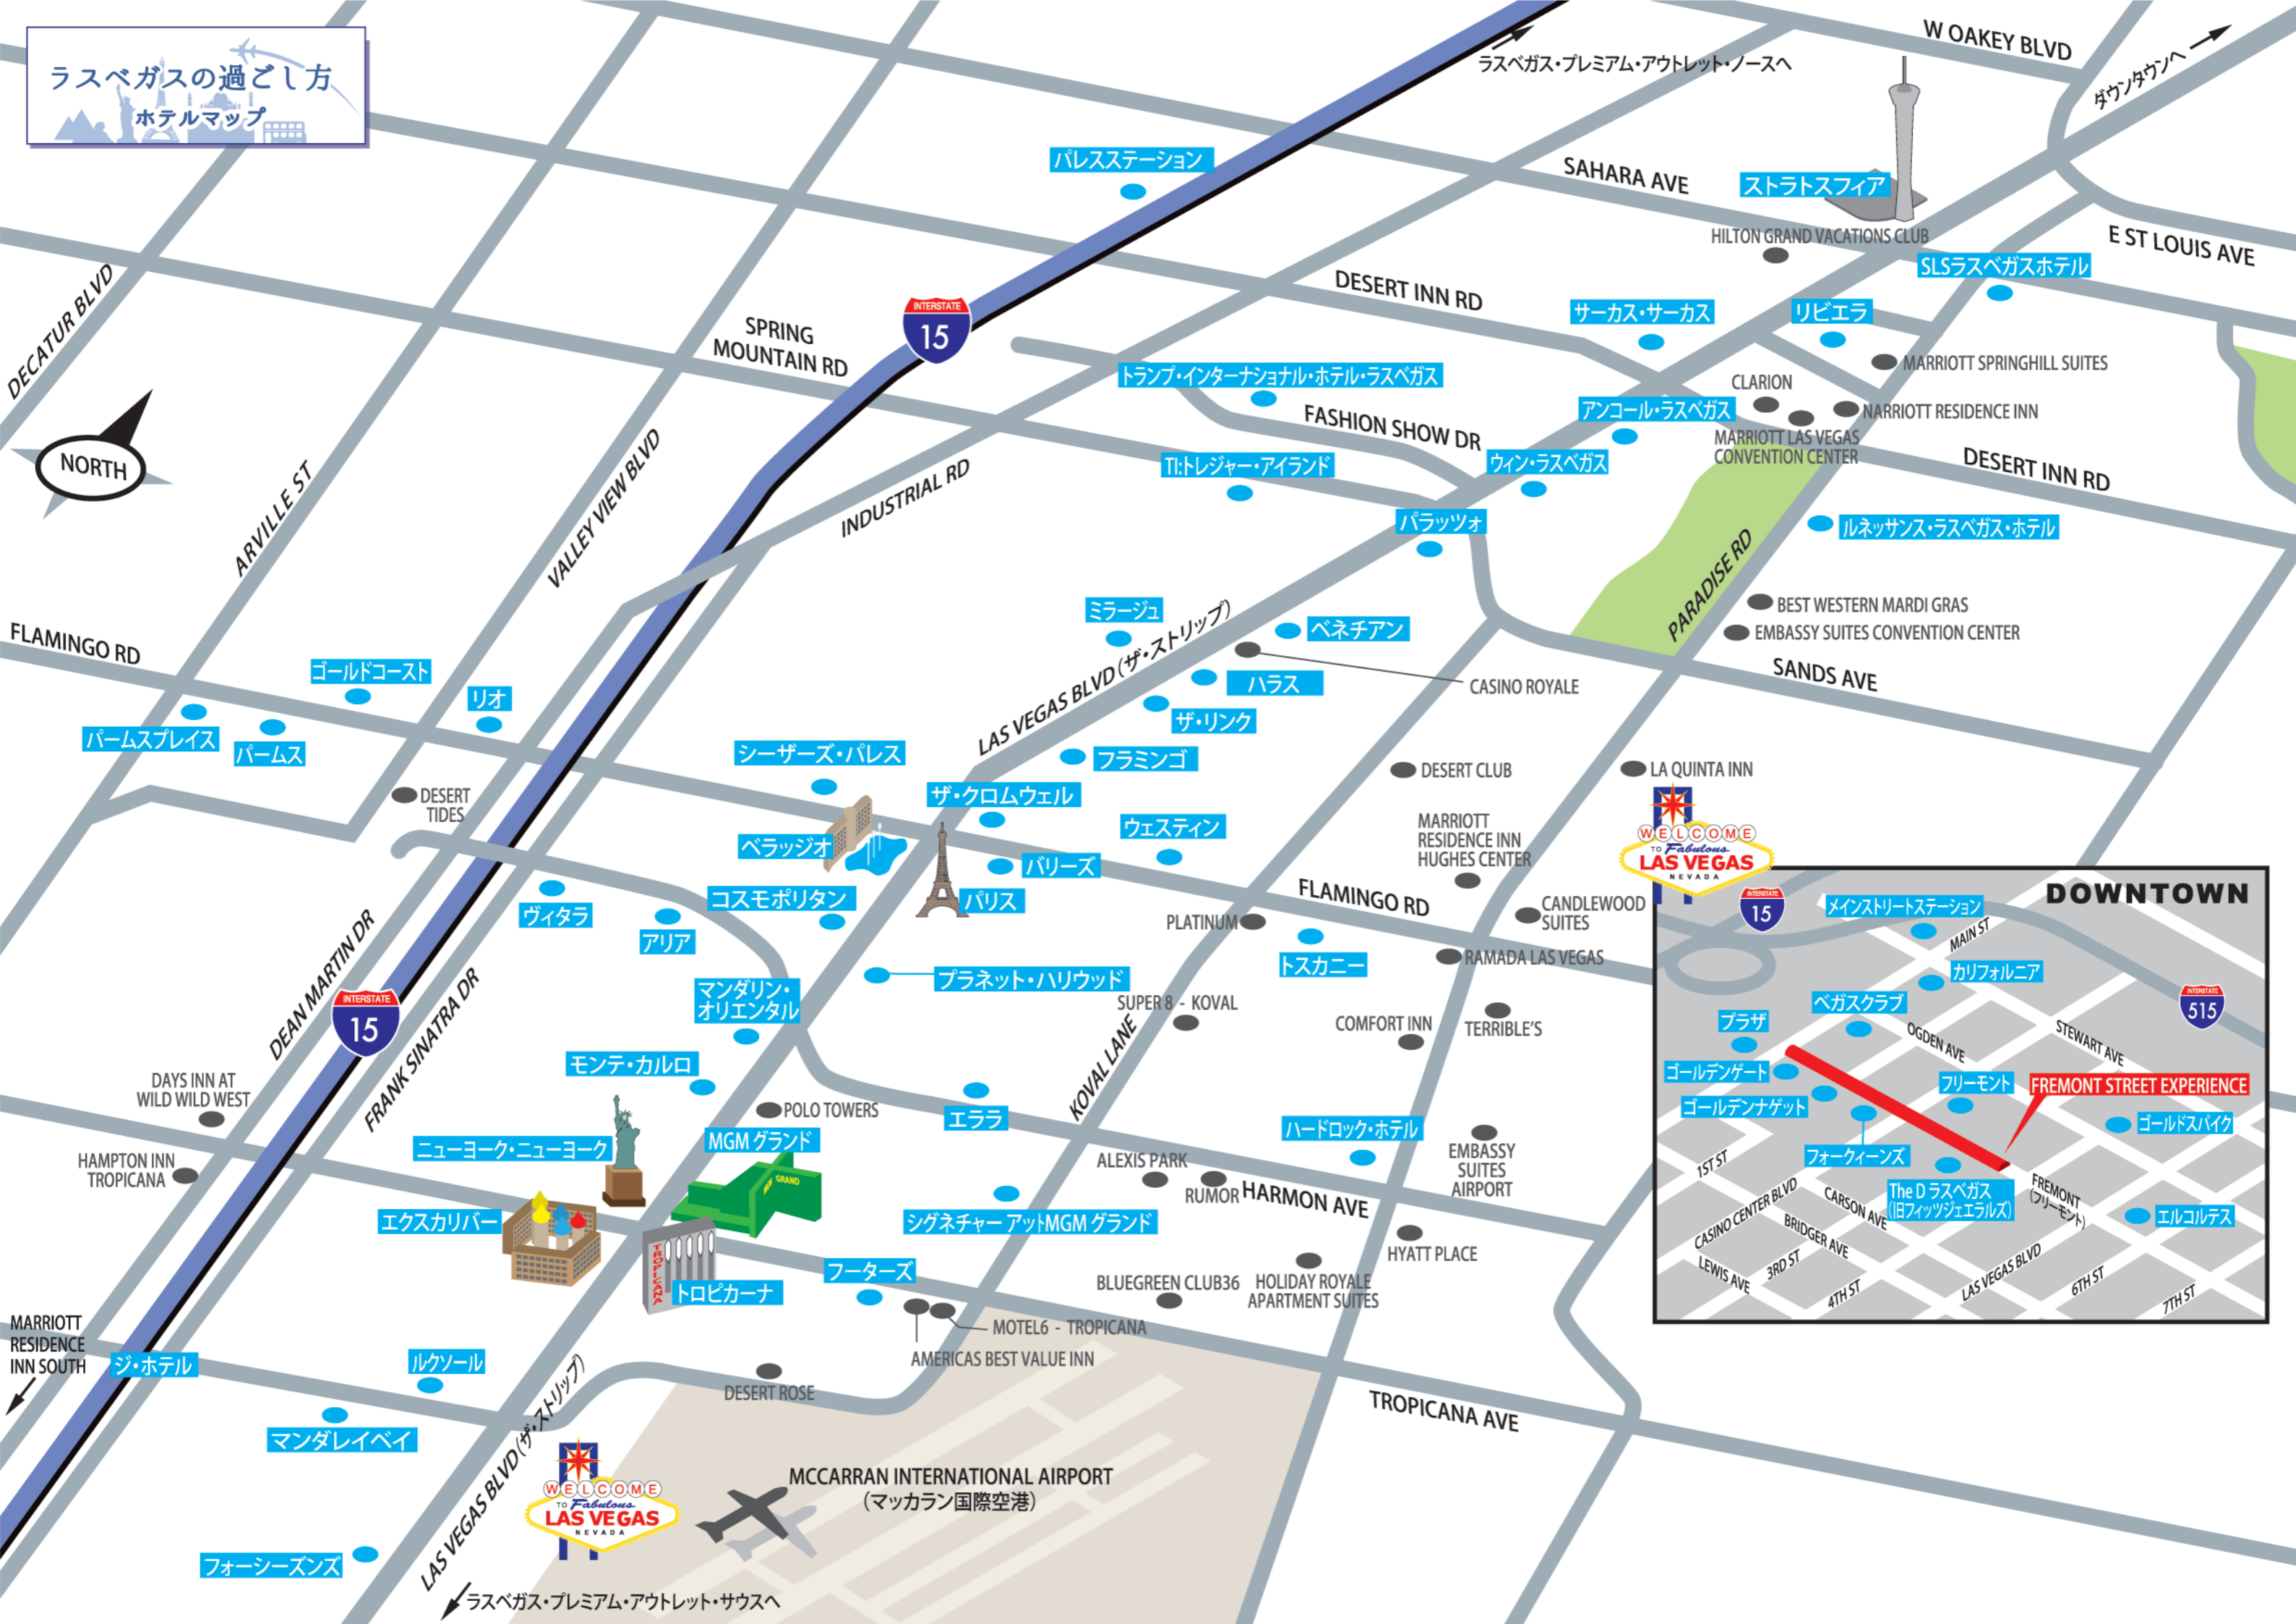 ラスベガスの過ごし方
ホテルマップ
W OAKEY BLVD
ラスベガス・プレミアム・アウトレット・ノースへ
ダウンタウンへ
パレスステーション
SAHARA AVE
ストラトスフィア
HILTON GRAND VACATIONS CLUB
E ST LOUIS AVE
SLSラスベガスホテル
DECATUR BLVD
INTERSTATE
15
SPRING
MOUNTAIN RD
DESERT INN RD
サーカス・サーカス
リビエラ
MARRIOTT SPRINGHILL SUITES
トランプ・インターナショナル・ホテル・ラスベガス
CLARION
NARRIOTT RESIDENCE INN
アンコール・ラスベガス
FASHION SHOW DR
MARRIOTT LAS VEGAS
CONVENTION CENTER
NORTH
TI:トレジャー・アイランド
ウィン・ラスベガス
DESERT INN RD
ARVILLE ST
VALLEY VIEW BLVD
INDUSTRIAL RD
パラッツォ
ルネッサンス・ラスベガス・ホテル
PARADISE RD
BEST WESTERN MARDI GRAS
EMBASSY SUITES CONVENTION CENTER
FLAMINGO RD
ミラージュ
ベネチアン
LAS VEGAS BLVD(ザ・ストリップ)
ハラス
CASINO ROYALE
SANDS AVE
ゴールドコースト
リオ
パームスプレイス
パームス
ザ・リンク
シーザーズ・パレス
フラミンゴ
DESERT CLUB
LA QUINTA INN
DESERT
TIDES
ザ・クロムウェル
ウェスティン
MARRIOTT
RESIDENCE INN
HUGHES CENTER
WELCOME
TO Fabulous
LAS VEGAS
NEVADA
ベラッジオ
バリーズ
コスモポリタン
パリス
FLAMINGO RD
CANDLEWOOD
SUITES
ヴィタラ
アリア
PLATINUM
トスカニー
RAMADA LAS VEGAS
プラネット・ハリウッド
マンダリン・
オリエンタル
SUPER 8 - KOVAL
COMFORT INN
TERRIBLE'S
DEAN MARTIN DR
INTERSTATE
15
FRANK SINATRA DR
KOVAL LANE
モンテ・カルロ
DAYS INN AT
WILD WILD WEST
POLO TOWERS
エララ
ハードロック・ホテル
MGM グランド
ニューヨーク・ニューヨーク
EMBASSY
SUITES
AIRPORT
HAMPTON INN
TROPICANA
ALEXIS PARK
RUMOR
HARMON AVE
MGM GRAND
エクスカリバー
シグネチャー アットMGM グランド
HYATT PLACE
TROPICANA
トロピカーナ
フーターズ
BLUEGREEN CLUB36
HOLIDAY ROYALE
APARTMENT SUITES
MARRIOTT
RESIDENCE
INN SOUTH
MOTEL6 - TROPICANA
AMERICAS BEST VALUE INN
ジ・ホテル
ルクソール
DESERT ROSE
TROPICANA AVE
マンダレイベイ
LAS VEGAS BLVD(ザ・ストリップ)
WELCOME
TO Fabulous
LAS VEGAS
NEVADA
MCCARRAN INTERNATIONAL AIRPORT
(マッカラン国際空港)
フォーシーズンズ
ラスベガス・プレミアム・アウトレット・サウスへ
DOWNTOWN
INTERSTATE
15
メインストリートステーション
MAIN ST
カリフォルニア
ベガスクラブ
INTERSTATE
515
プラザ
OGDEN AVE
STEWART AVE
ゴールデンゲート
フリーモント
FREMONT STREET EXPERIENCE
ゴールデンナゲット
ゴールドスパイク
フォークィーンズ
1ST ST
The D ラスベガス
(旧フィッツジェエラルズ)
FREMONT
(フリーモント)
CASINO CENTER BLVD
CARSON AVE
エルコルテス
BRIDGER AVE
LEWIS AVE
3RD ST
4TH ST
LAS VEGAS BLVD
6TH ST
7TH ST